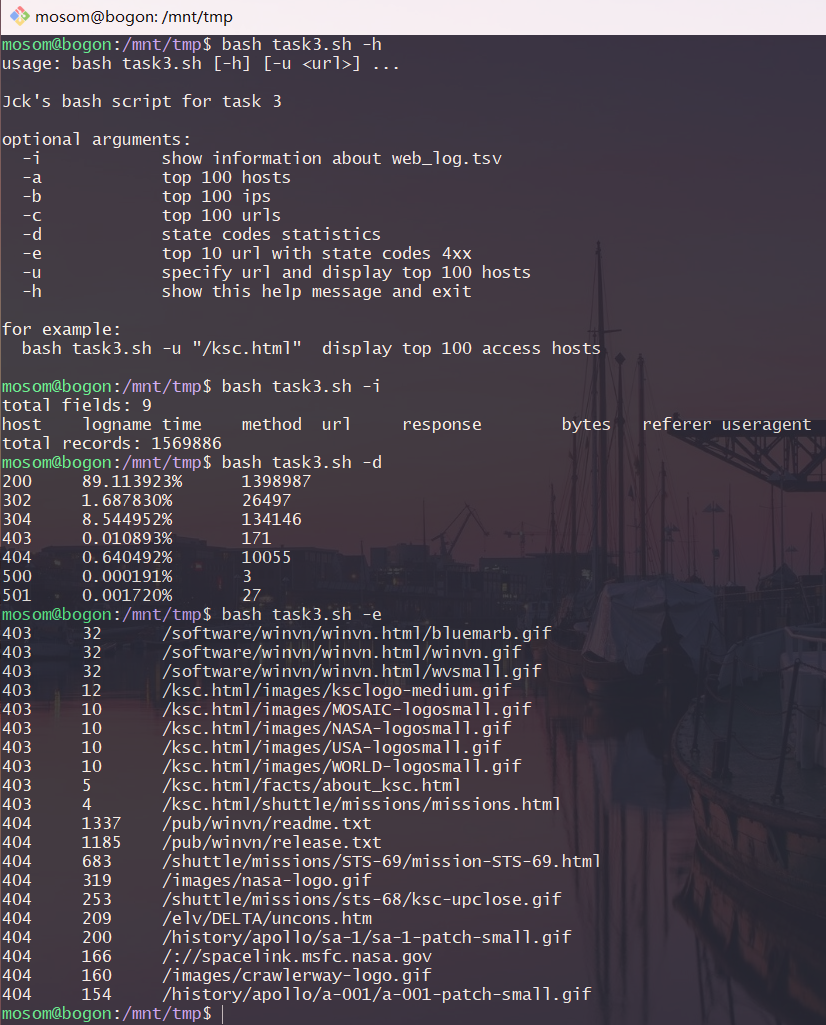 mosom@bogon: /mnt/tmp
mosom@bogon:/mnt/tmp$ bash task3.sh -h
usage: bash task3.sh [-h] [-u <url>] ...
Jck's bash script for task 3
optional arguments:
  -i            show information about web_log.tsv
  -a            top 100 hosts
  -b            top 100 ips
  -c            top 100 urls
  -d            state codes statistics
  -e            top 10 url with state codes 4xx
  -u            specify url and display top 100 hosts
  -h            show this help message and exit
for example:
  bash task3.sh -u "/ksc.html"  display top 100 access hosts
mosom@bogon:/mnt/tmp$ bash task3.sh -i
total fields: 9
host    logname time    method  url     response        bytes   referer useragent
total records: 1569886
mosom@bogon:/mnt/tmp$ bash task3.sh -d
200     89.113923%      1398987
302     1.687830%       26497
304     8.544952%       134146
403     0.010893%       171
404     0.640492%       10055
500     0.000191%       3
501     0.001720%       27
mosom@bogon:/mnt/tmp$ bash task3.sh -e
403     32      /software/winvn/winvn.html/bluemarb.gif
403     32      /software/winvn/winvn.html/winvn.gif
403     32      /software/winvn/winvn.html/wvsmall.gif
403     12      /ksc.html/images/ksclogo-medium.gif
403     10      /ksc.html/images/MOSAIC-logosmall.gif
403     10      /ksc.html/images/NASA-logosmall.gif
403     10      /ksc.html/images/USA-logosmall.gif
403     10      /ksc.html/images/WORLD-logosmall.gif
403     5       /ksc.html/facts/about_ksc.html
403     4       /ksc.html/shuttle/missions/missions.html
404     1337    /pub/winvn/readme.txt
404     1185    /pub/winvn/release.txt
404     683     /shuttle/missions/STS-69/mission-STS-69.html
404     319     /images/nasa-logo.gif
404     253     /shuttle/missions/sts-68/ksc-upclose.gif
404     209     /elv/DELTA/uncons.htm
404     200     /history/apollo/sa-1/sa-1-patch-small.gif
404     166     /://spacelink.msfc.nasa.gov
404     160     /images/crawlerway-logo.gif
404     154     /history/apollo/a-001/a-001-patch-small.gif
mosom@bogon:/mnt/tmp$